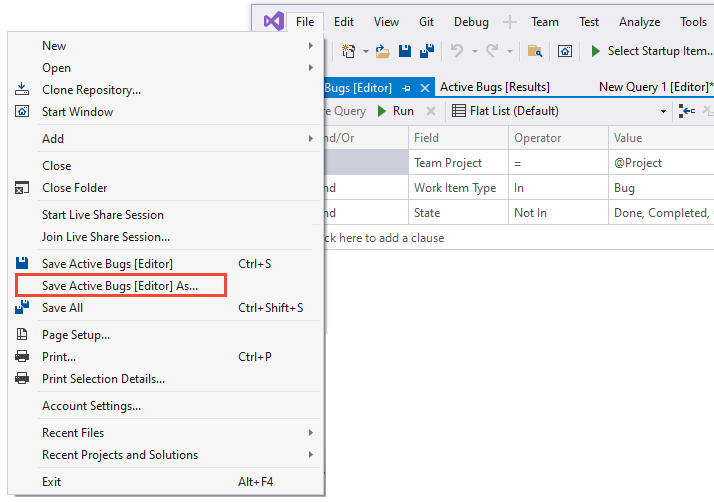 File Edit View Git Debug Team Test Analyze Tools
Select Startup Item...
Bugs [Editor] Active Bugs [Results] New Query 1 [Editor]*
Query Run Flat List (Default)
nd/Or Field Operator Value
Team Project = @Project
nd Work Item Type In Bug
nd State Not In Done, Completed,
ck here to add a clause
New
Open
Clone Repository...
Start Window
Add
Close
Close Folder
Start Live Share Session
Join Live Share Session...
Save Active Bugs [Editor] Ctrl+S
Save Active Bugs [Editor] As...
Save All Ctrl+Shift+S
Page Setup...
Print... Ctrl+P
Print Selection Details...
Account Settings...
Recent Files
Recent Projects and Solutions
Exit Alt+F4